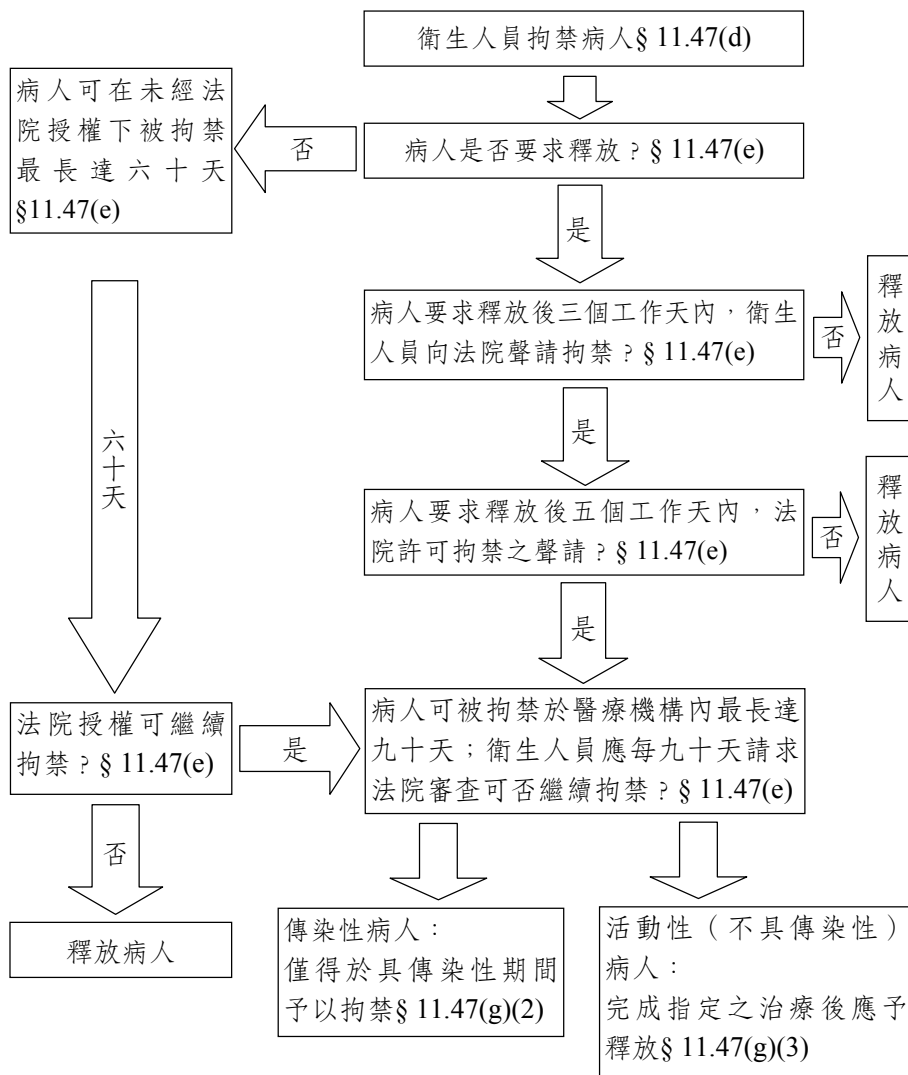 衛生人員拘禁病人§ 11.47(d)
病人可在未經法
院授權下被拘禁
最長達六十天
§11.47(e)
否
病人是否要求釋放？§ 11.47(e)
是
病人要求釋放後三個工作天內，衛生
人員向法院聲請拘禁？§ 11.47(e)
否
釋放病人
是
六十天
病人要求釋放後五個工作天內，法
院許可拘禁之聲請？§ 11.47(e)
否
釋放病人
是
法院授權可繼續
拘禁？§ 11.47(e)
是
病人可被拘禁於醫療機構內最長達
九十天；衛生人員應每九十天請求
法院審查可否繼續拘禁？§ 11.47(e)
否
釋放病人
傳染性病人：
僅得於具傳染性期間
予以拘禁§ 11.47(g)(2)
活動性（不具傳染性）
病人：
完成指定之治療後應予
釋放§ 11.47(g)(3)